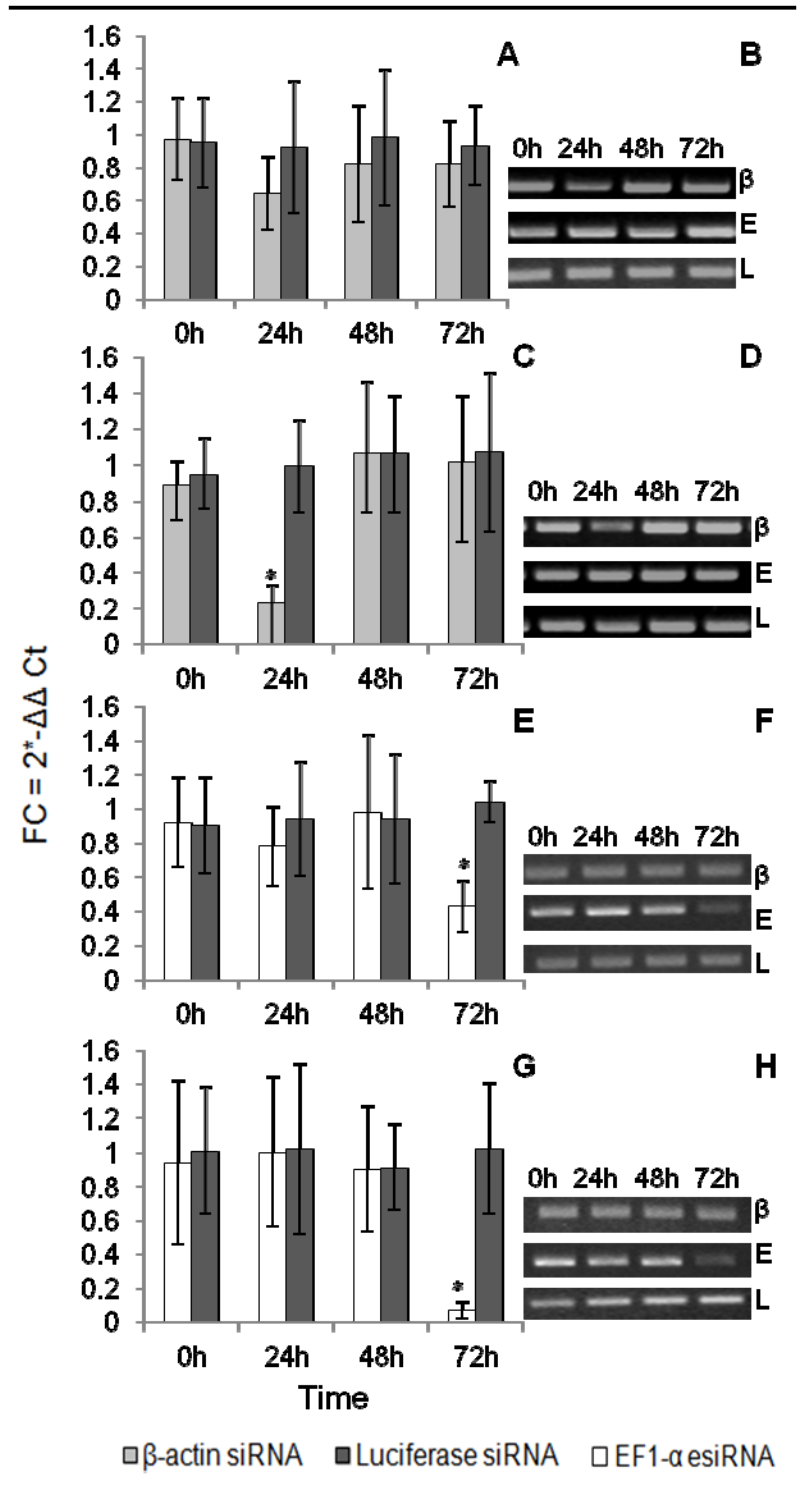 A
B
1.6
1.4
1.2
1
0.8
0.6
0.4
0.2
0
0h 24h 48h 72h
0h 24h 48h 72h
β
E
L
C
D
1.6
1.4
1.2
1
0.8
0.6
0.4
0.2
0
*
0h 24h 48h 72h
0h 24h 48h 72h
β
E
L
FC = 2*-ΔΔ Ct
E
F
1.6
1.4
1.2
1
0.8
0.6
0.4
0.2
0
*
0h 24h 48h 72h
0h 24h 48h 72h
β
E
L
G
H
1.6
1.4
1.2
1
0.8
0.6
0.4
0.2
0
*
0h 24h 48h 72h
0h 24h 48h 72h
β
E
L
Time
β-actin siRNA Luciferase siRNA EF1-α esiRNA